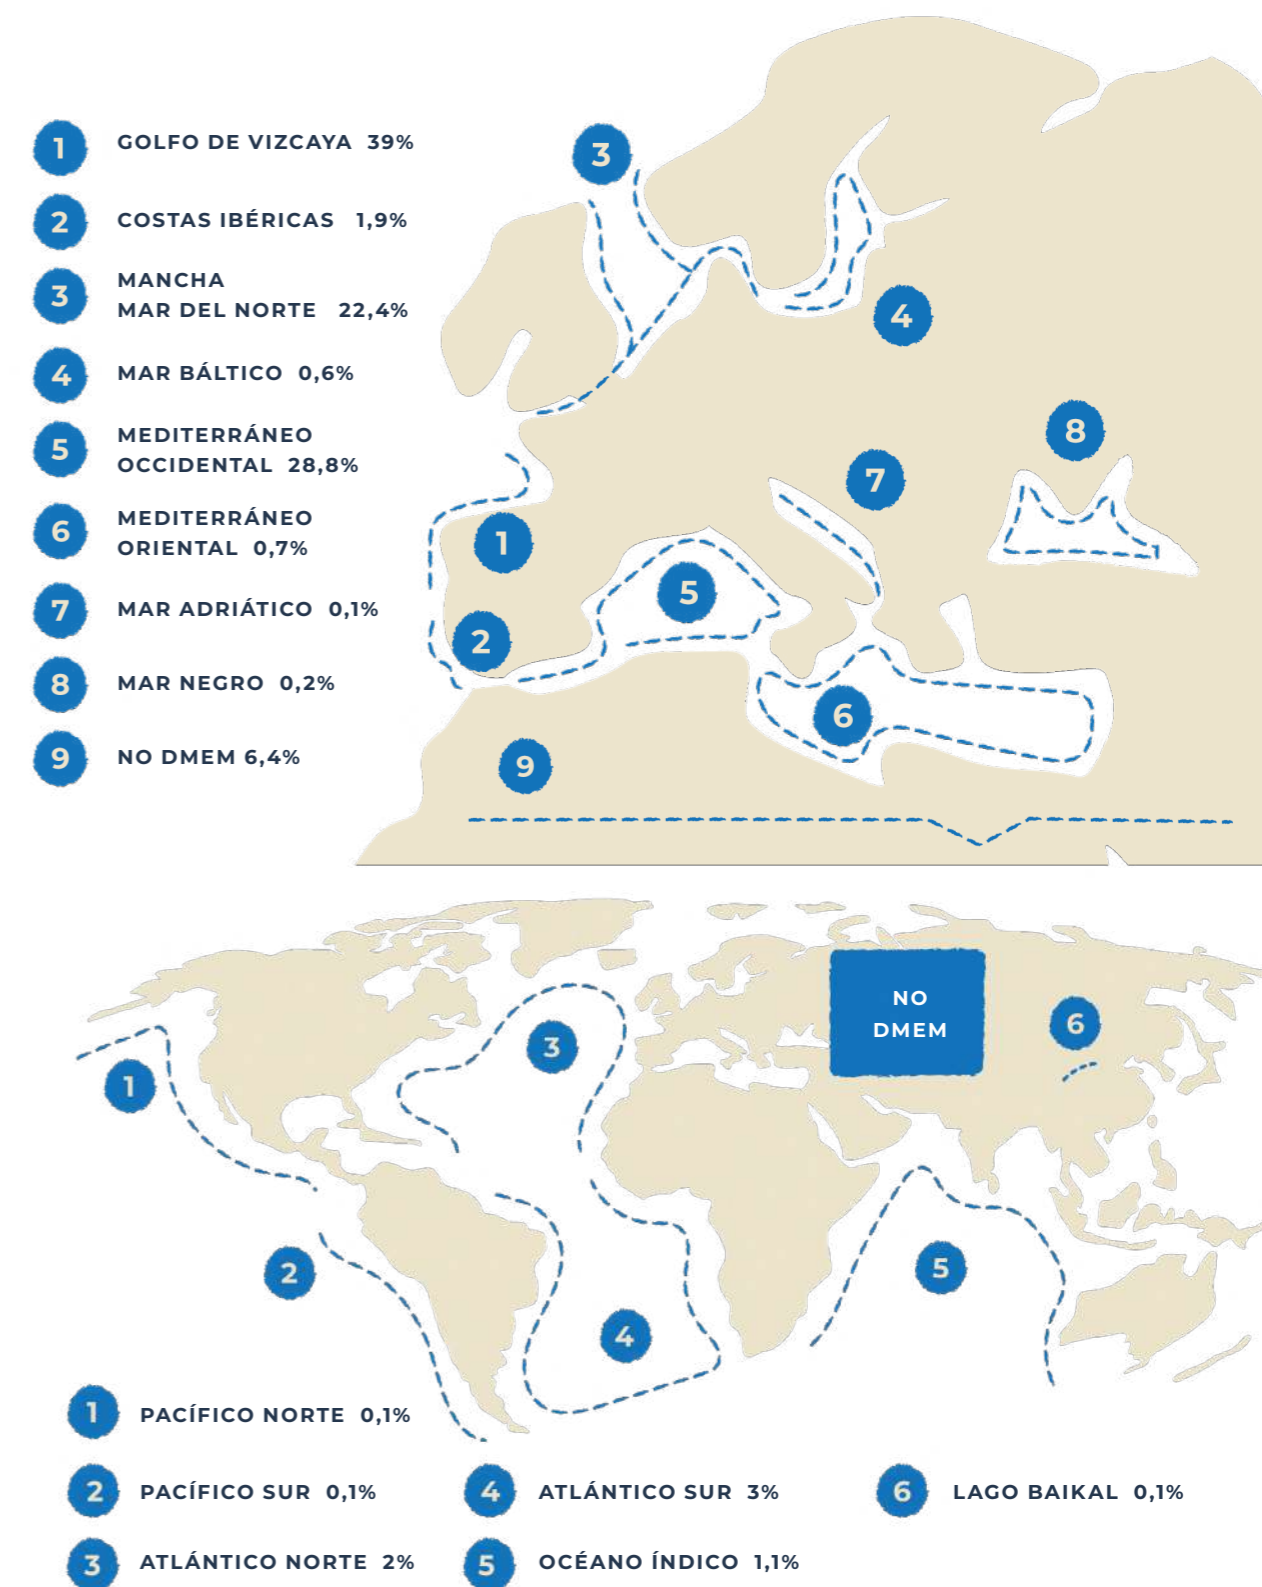 1 GOLFO DE VIZCAYA 39%
2 COSTAS IBÉRICAS 1,9%
3 MANCHA
MAR DEL NORTE 22,4%
4 MAR BÁLTICO 0,6%
5 MEDITERRÁNEO
OCCIDENTAL 28,8%
6 MEDITERRÁNEO
ORIENTAL 0,7%
7 MAR ADRIÁTICO 0,1%
8 MAR NEGRO 0,2%
9 NO DMEM 6,4%
3
4
8
7
1
5
2
6
9
NO
DMEM
6
3
1
5
2
4
1 PACÍFICO NORTE 0,1%
2 PACÍFICO SUR 0,1%
3 ATLÁNTICO NORTE 2%
4 ATLÁNTICO SUR 3%
5 OCÉANO ÍNDICO 1,1%
6 LAGO BAIKAL 0,1%